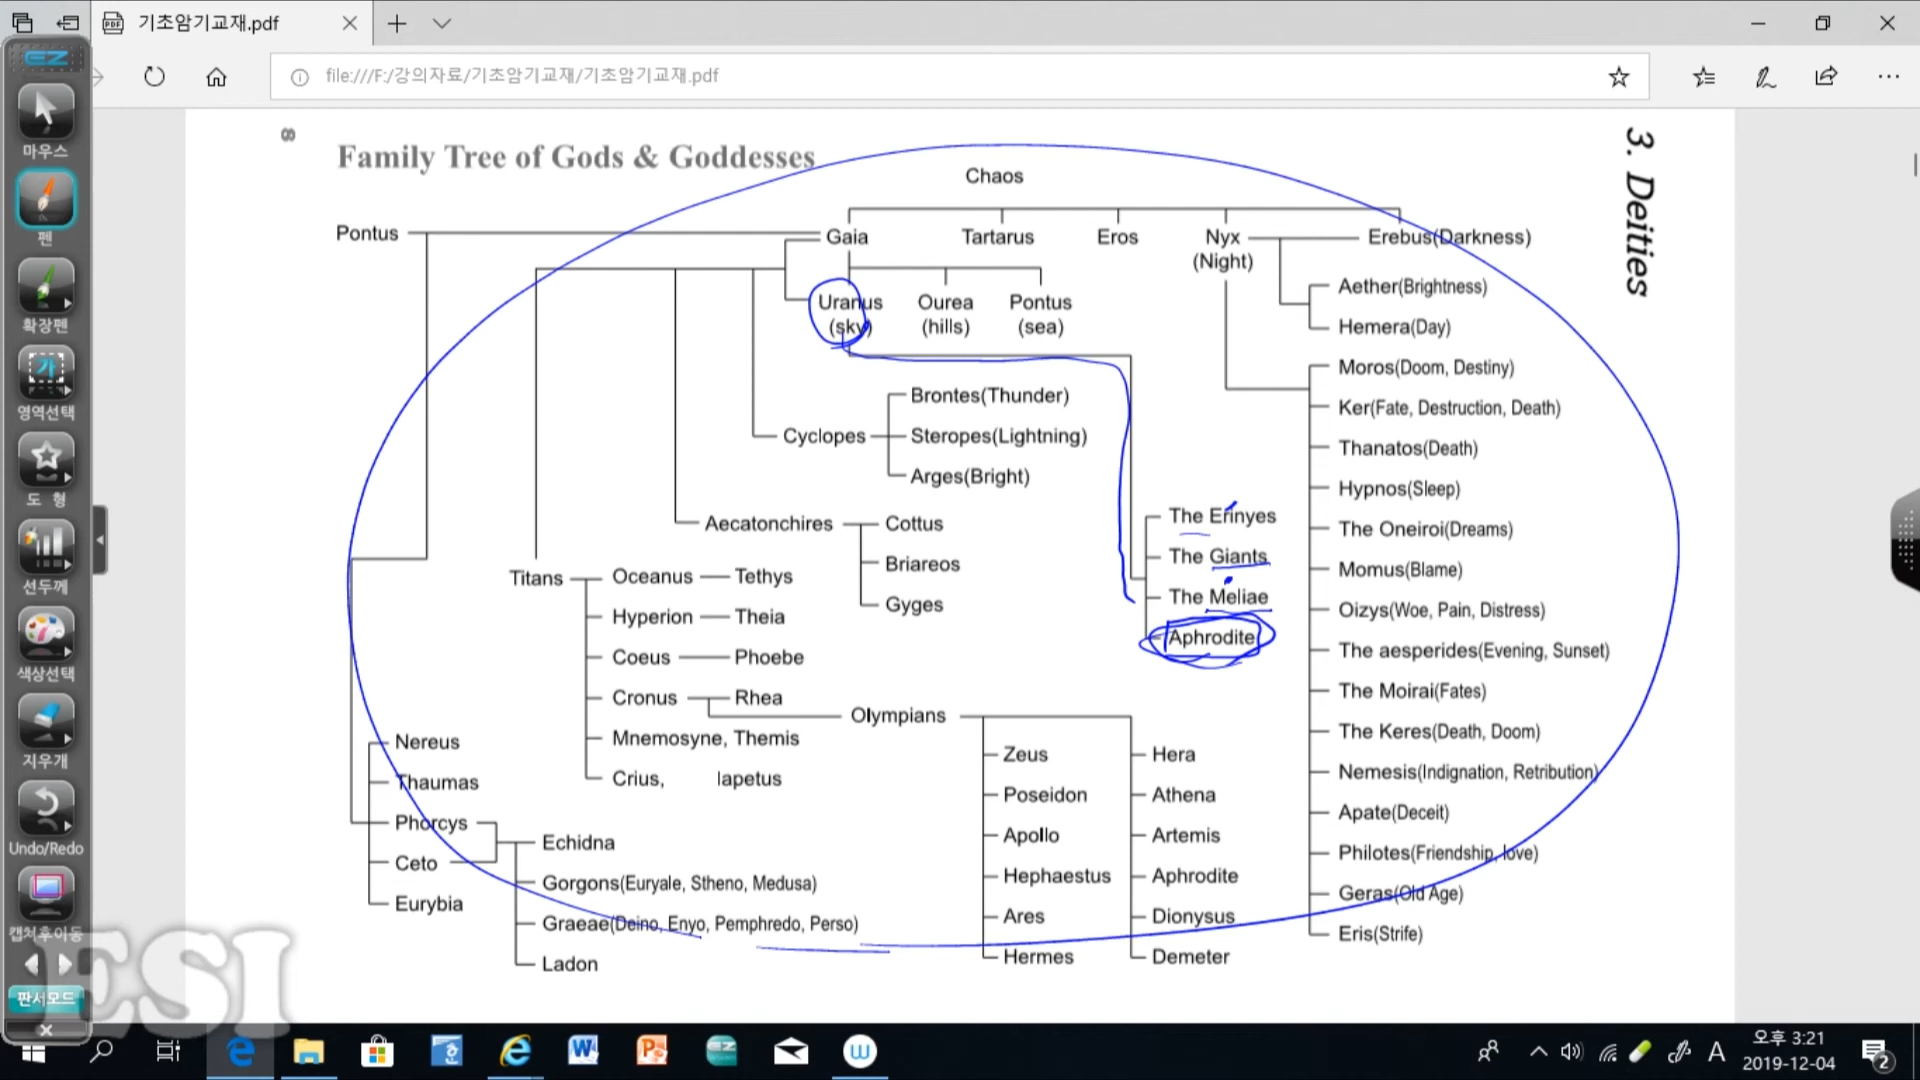 기초암기교재.pdf
file:///F:/강의자료/기초암기교재/기초암기교재.pdf
EZ
마우스
펜
확장펜
영역선택
도 형
선두께
색상선택
지우개
Undo/Redo
캡처후이동
판서모드
ESI
8
Family Tree of Gods & Goddesses
3. Deities
Chaos
Pontus
Gaia
Tartarus
Eros
Nyx
(Night)
Erebus(Darkness)
Uranus
(sky)
Ourea
(hills)
Pontus
(sea)
Aether(Brightness)
Hemera(Day)
Moros(Doom, Destiny)
Ker(Fate, Destruction, Death)
Thanatos(Death)
Hypnos(Sleep)
The Oneiroi(Dreams)
Momus(Blame)
Oizys(Woe, Pain, Distress)
The aesperides(Evening, Sunset)
The Moirai(Fates)
The Keres(Death, Doom)
Nemesis(Indignation, Retribution)
Apate(Deceit)
Philotes(Friendship, love)
Geras(Old Age)
Eris(Strife)
Cyclopes
Brontes(Thunder)
Steropes(Lightning)
Arges(Bright)
Aecatonchires
Cottus
Briareos
Gyges
The Erinyes
The Giants
The Meliae
Aphrodite
Titans
Oceanus
Tethys
Hyperion
Theia
Coeus
Phoebe
Cronus
Rhea
Mnemosyne, Themis
Crius, Iapetus
Olympians
Zeus
Poseidon
Apollo
Hephaestus
Ares
Hermes
Hera
Athena
Artemis
Aphrodite
Dionysus
Demeter
Nereus
Thaumas
Phorcys
Ceto
Eurybia
Echidna
Gorgons(Euryale, Stheno, Medusa)
Graeae(Deino, Enyo, Pemphredo, Perso)
Ladon
A
오후 3:21
2019-12-04
2